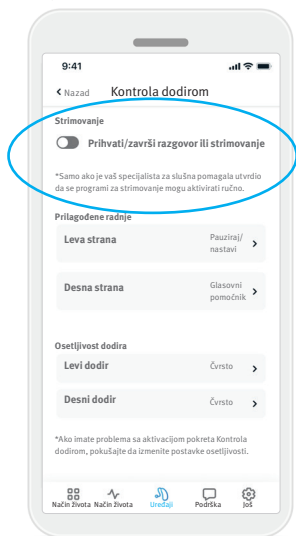 9:41
Nazad Kontrola dodirom
Strimovanje
Prihvati/završi razgovor ili strimovanje
*Samo ako je vaš specijalista za slušna pomagala utvrdio
da se programi za strimovanje mogu aktivirati ručno.
Prilagođene radnje
Leva strana Pauziraj/
nastavi
Desna strana Glasovni
pomoćnik
Osetljivost dodira
Levi dodir Čvrsto
Desni dodir Čvrsto
*Ako imate problema sa aktivacijom pokreta Kontrola
dodirom, pokušajte da izmenite postavke osetljivosti.
Način života Način života Uređaji Podrška Još